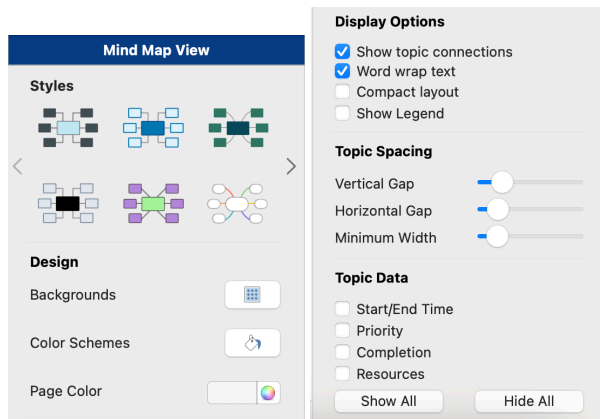 Mind Map View
Styles
Design
Backgrounds
Color Schemes
Page Color
Display Options
Show topic connections
Word wrap text
Compact layout
Show Legend
Topic Spacing
Vertical Gap
Horizontal Gap
Minimum Width
Topic Data
Start/End Time
Priority
Completion
Resources
Show All
Hide All